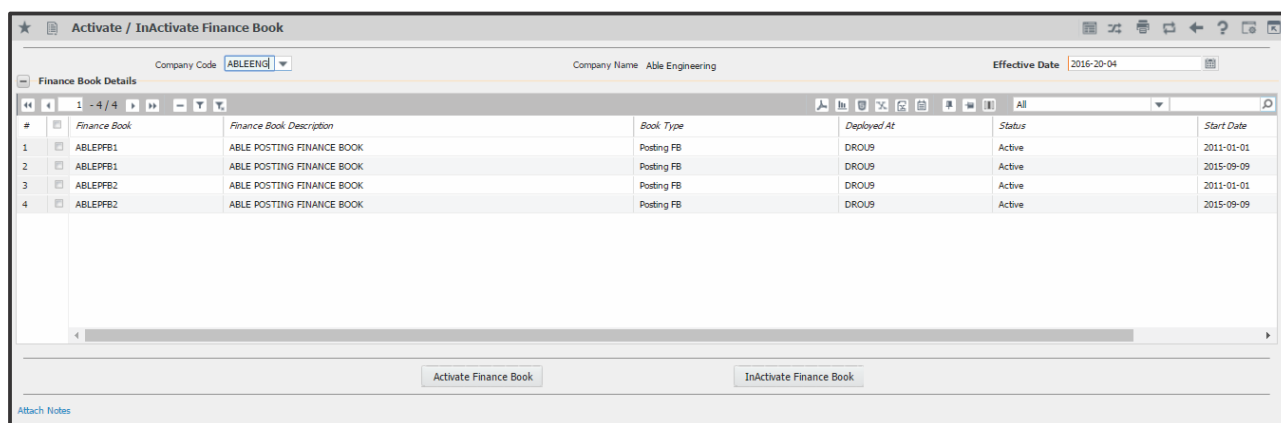 Activate / InActivate Finance Book
Company Code ABLEENG Company Name Able Engineering Effective Date 2016-20-04
Finance Book Details
1 - 4 / 4 All
# Finance Book Finance Book Description Book Type Deployed At Status Start Date
1 ABLEPFB1 ABLE POSTING FINANCE BOOK Posting FB DROU9 Active 2011-01-01
2 ABLEPFB1 ABLE POSTING FINANCE BOOK Posting FB DROU9 Active 2015-09-09
3 ABLEPFB2 ABLE POSTING FINANCE BOOK Posting FB DROU9 Active 2011-01-01
4 ABLEPFB2 ABLE POSTING FINANCE BOOK Posting FB DROU9 Active 2015-09-09
Activate Finance Book InActivate Finance Book
Attach Notes